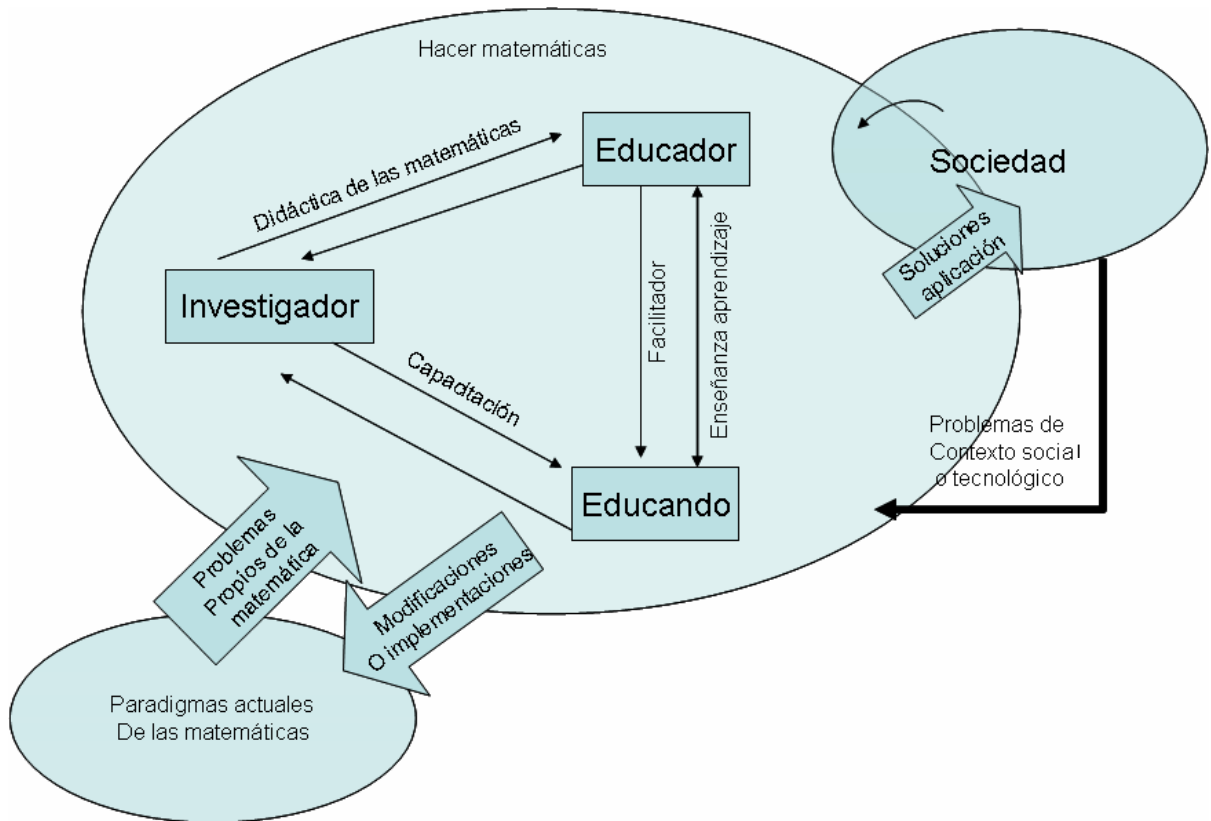 Hacer matemáticas
Didáctica de las matemáticas
Educador
Sociedad
Soluciones
aplicación
Investigador
Facilitador
Enseñanza aprendizaje
Capacitación
Problemas de
Contexto social
o tecnológico
Educando
Problemas
Propios de la
matemática
Modificaciones
O implementaciones
Paradigmas actuales
De las matemáticas